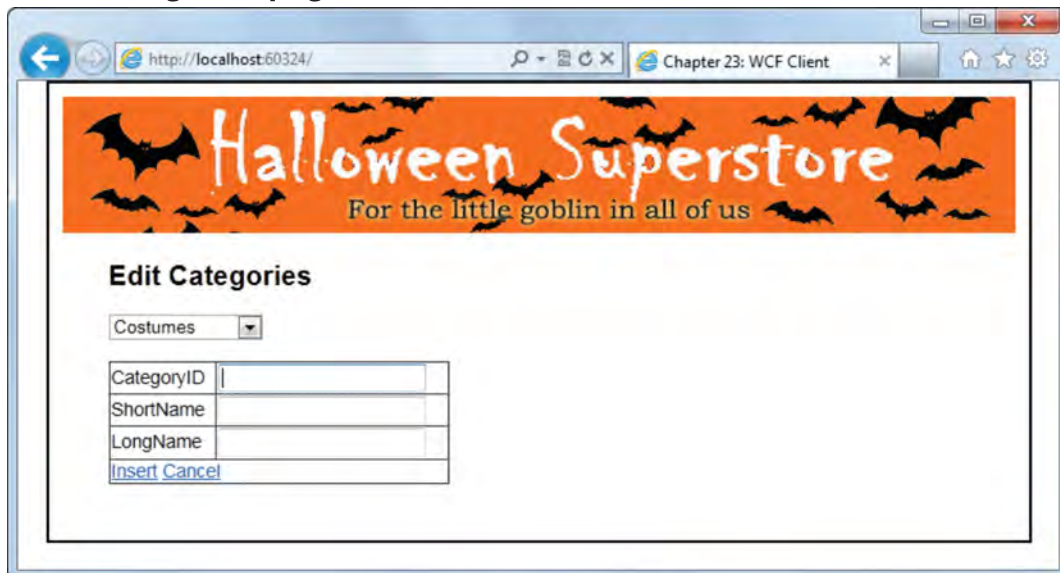 http://localhost:60324/
Chapter 23: WCF Client
Halloween Superstore
For the little goblin in all of us
Edit Categories
Costumes
CategoryID
ShortName
LongName
Insert Cancel